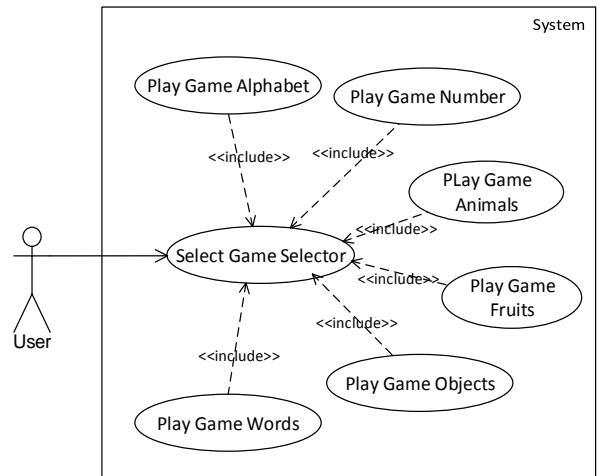 System
Play Game Alphabet
Play Game Number
<<include>>
<<include>>
PLay Game
Animals
<<include>>
Select Game Selector
<<include>>
Play Game
Fruits
User
<<include>>
<<include>>
Play Game Objects
Play Game Words